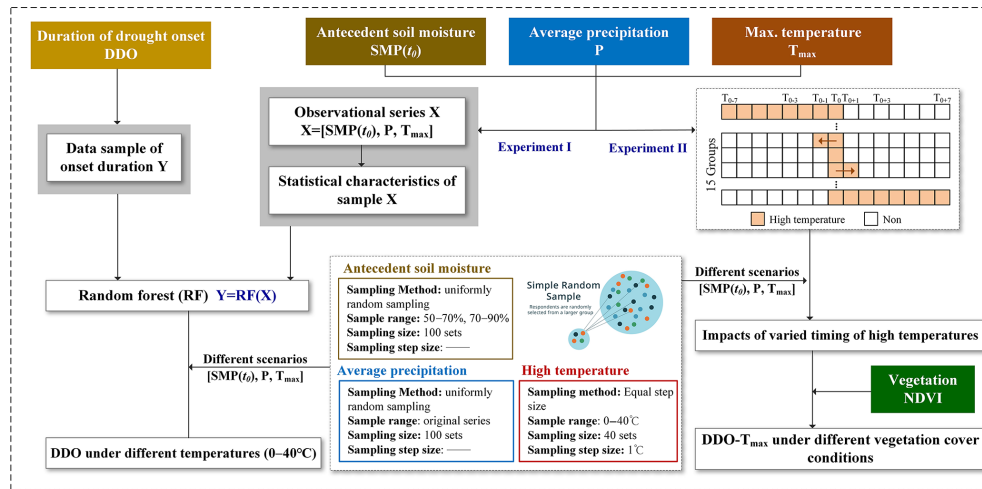 Duration of drought onset
DDO
Antecedent soil moisture
SMP(t₀)
Average precipitation
P
Max. temperature
Tmax
Data sample of
onset duration Y
Observational series X
X=[SMP(t₀), P, Tmax]
Statistical characteristics of
sample X
Experiment I
Experiment II
T0-7
T0-3
T0-1
T0
T0+1
T0+3
T0+7
15 Groups
High temperature
Non
Random forest (RF) Y=RF(X)
Different scenarios
[SMP(t₀), P, Tmax]
DDO under different temperatures (0–40℃)
Antecedent soil moisture
Sampling Method: uniformly
random sampling
Sample range: 50–70%, 70–90%
Sampling size: 100 sets
Sampling step size: ——
Simple Random
Sample
Respondents are randomly
selected from a larger group
Average precipitation
Sampling Method: uniformly
random sampling
Sample range: original series
Sampling size: 100 sets
Sampling step size: ——
High temperature
Sampling method: Equal step
size
Sample range: 0–40℃
Sampling size: 40 sets
Sampling step size: 1℃
Different scenarios
[SMP(t₀), P, Tmax]
Impacts of varied timing of high temperatures
Vegetation
NDVI
DDO-Tmax under different vegetation cover
conditions